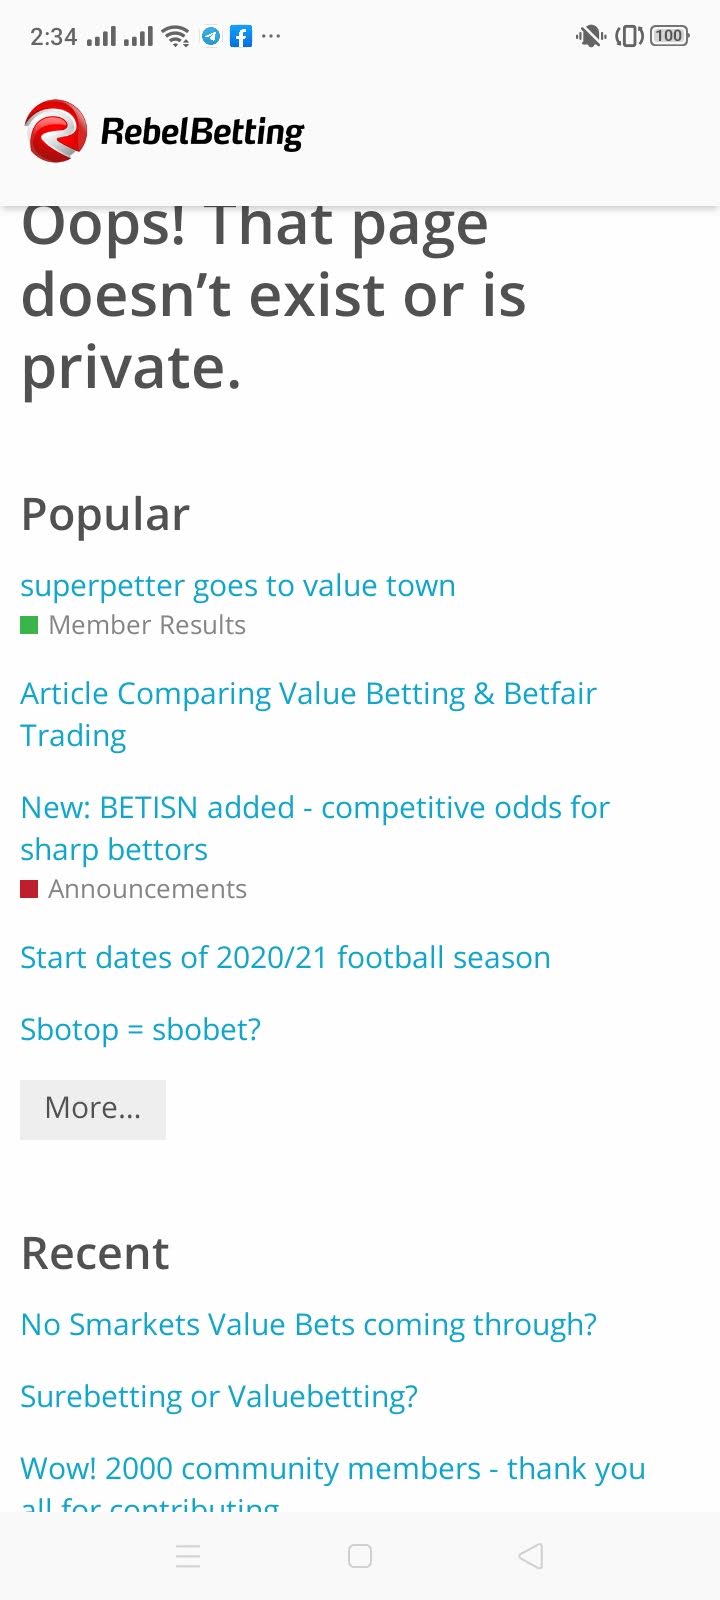 2:34
100
RebelBetting
Oops! That page
doesn’t exist or is
private.
Popular
superpetter goes to value town
Member Results
Article Comparing Value Betting & Betfair
Trading
New: BETISN added - competitive odds for
sharp bettors
Announcements
Start dates of 2020/21 football season
Sbotop = sbobet?
More...
Recent
No Smarkets Value Bets coming through?
Surebetting or Valuebetting?
Wow! 2000 community members - thank you
all for contributing